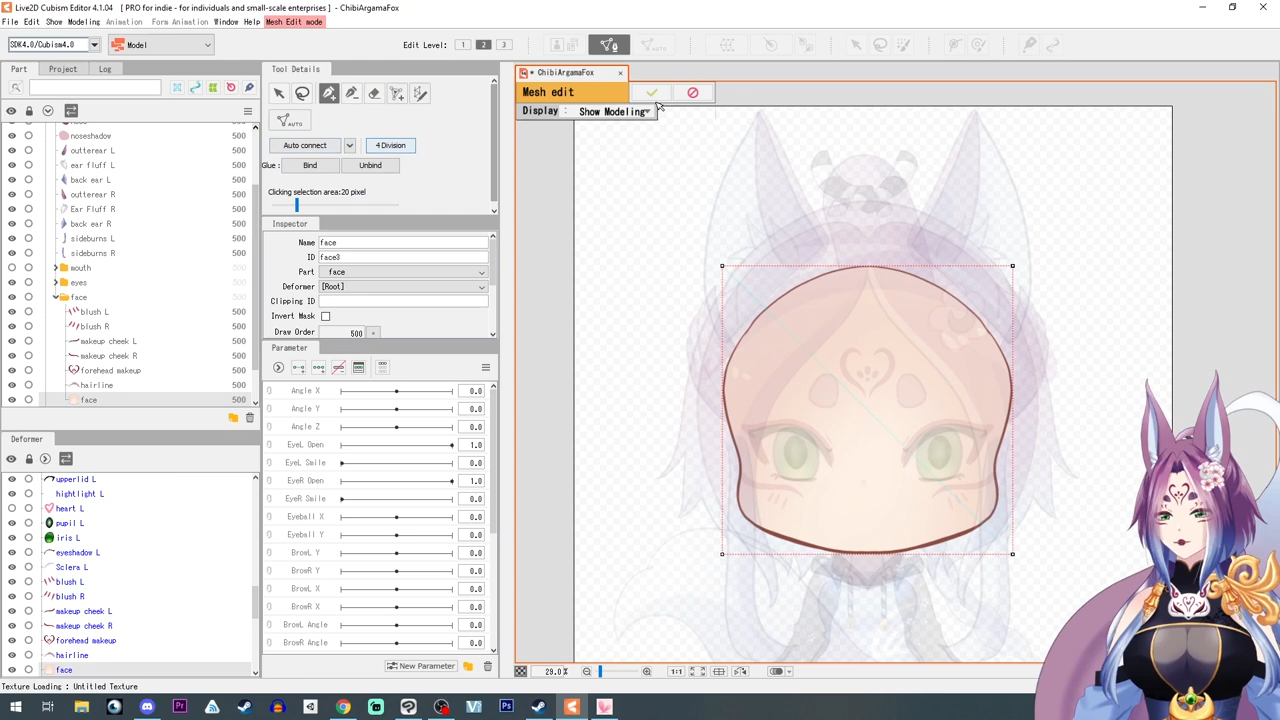 Live2D Cubism Editor 4.1.04 [ PRO for indie - for individuals and small-scale enterprises ] - ChibiArgamaFox
File Edit Show Modeling Animation Form Animation Window Help Mesh Edit mode
SDK4.0/Cubism4.0 Model Edit Level: 1 2 3
Part Project Log
noseshadow 500
outterear L 500
ear fluff L 500
back ear L 500
outterear R 500
Ear Fluff R 500
back ear R 500
sideburns L 500
sideburns R 500
mouth 500
eyes 500
face 500
blush L 500
blush R 500
makeup cheek L 500
makeup cheek R 500
forehead makeup 500
hairline 500
face 500
Deformer
upperlid L
hightlight L
heart L
pupil L
iris L
eyeshadow L
Sclera L
blush L
blush R
makeup cheek L
makeup cheek R
forehead makeup
hairline
face
Texture Loading : Untitled Texture
Tool Details
AUTO
Auto connect 4 Division
Glue : Bind Unbind
Clicking selection area:20 pixel
Inspector
Name face
ID face3
Part face
Deformer [Root]
Clipping ID
Invert Mask
Draw Order 500
Parameter
Angle X 0.0
Angle Y 0.0
Angle Z 0.0
EyeL Open 1.0
EyeL Smile 0.0
EyeR Open 1.0
EyeR Smile 0.0
Eyeball X 0.0
Eyeball Y 0.0
BrowL Y 0.0
BrowR Y 0.0
BrowL X 0.0
BrowR X 0.0
BrowL Angle 0.0
BrowR Angle 0.0
New Parameter
* ChibiArgamaFox
Mesh edit
Display : Show Modeling
29.0% 1:1